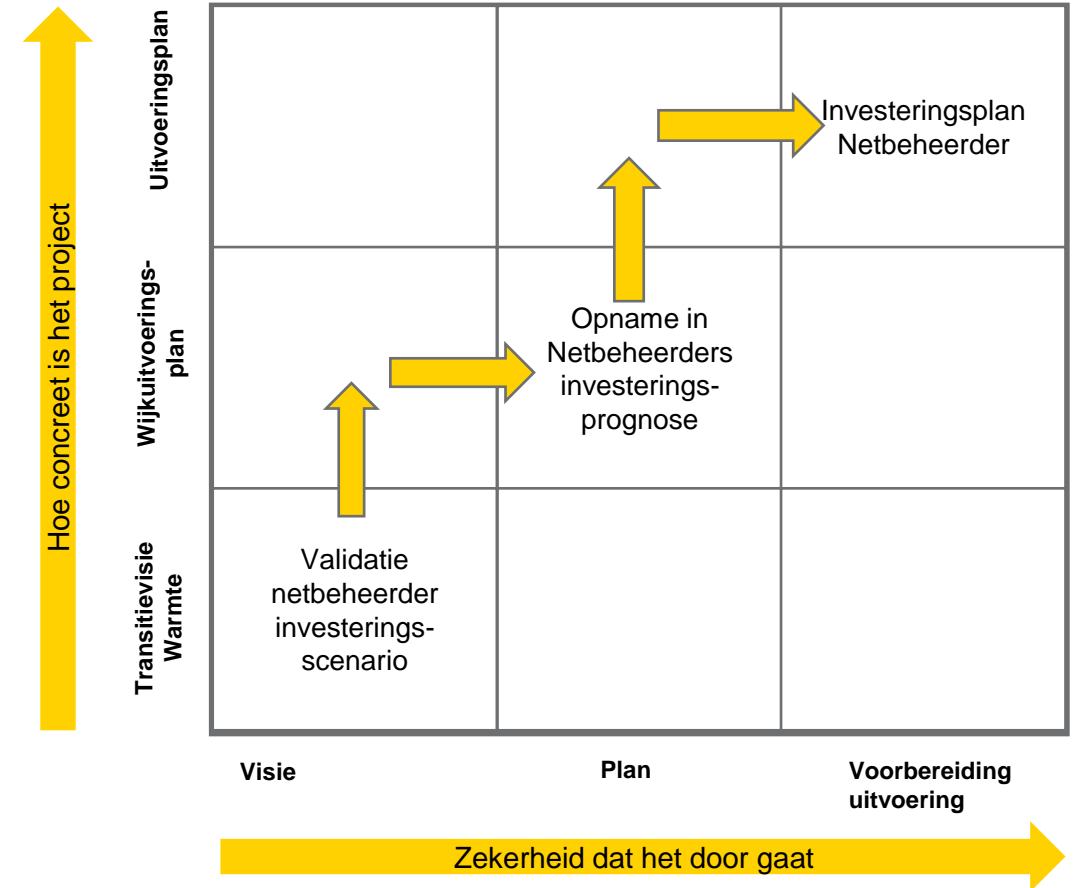 Hoe concreet is het project
Uitvoeringsplan
Wijkuitvoerings-
plan
Transitievisie
Warmte
Investeringsplan
Netbeheerder
Opname in
Netbeheerders
investerings-
prognose
Validatie
netbeheerder
investerings-
scenario
Visie
Plan
Voorbereiding
uitvoering
Zekerheid dat het door gaat